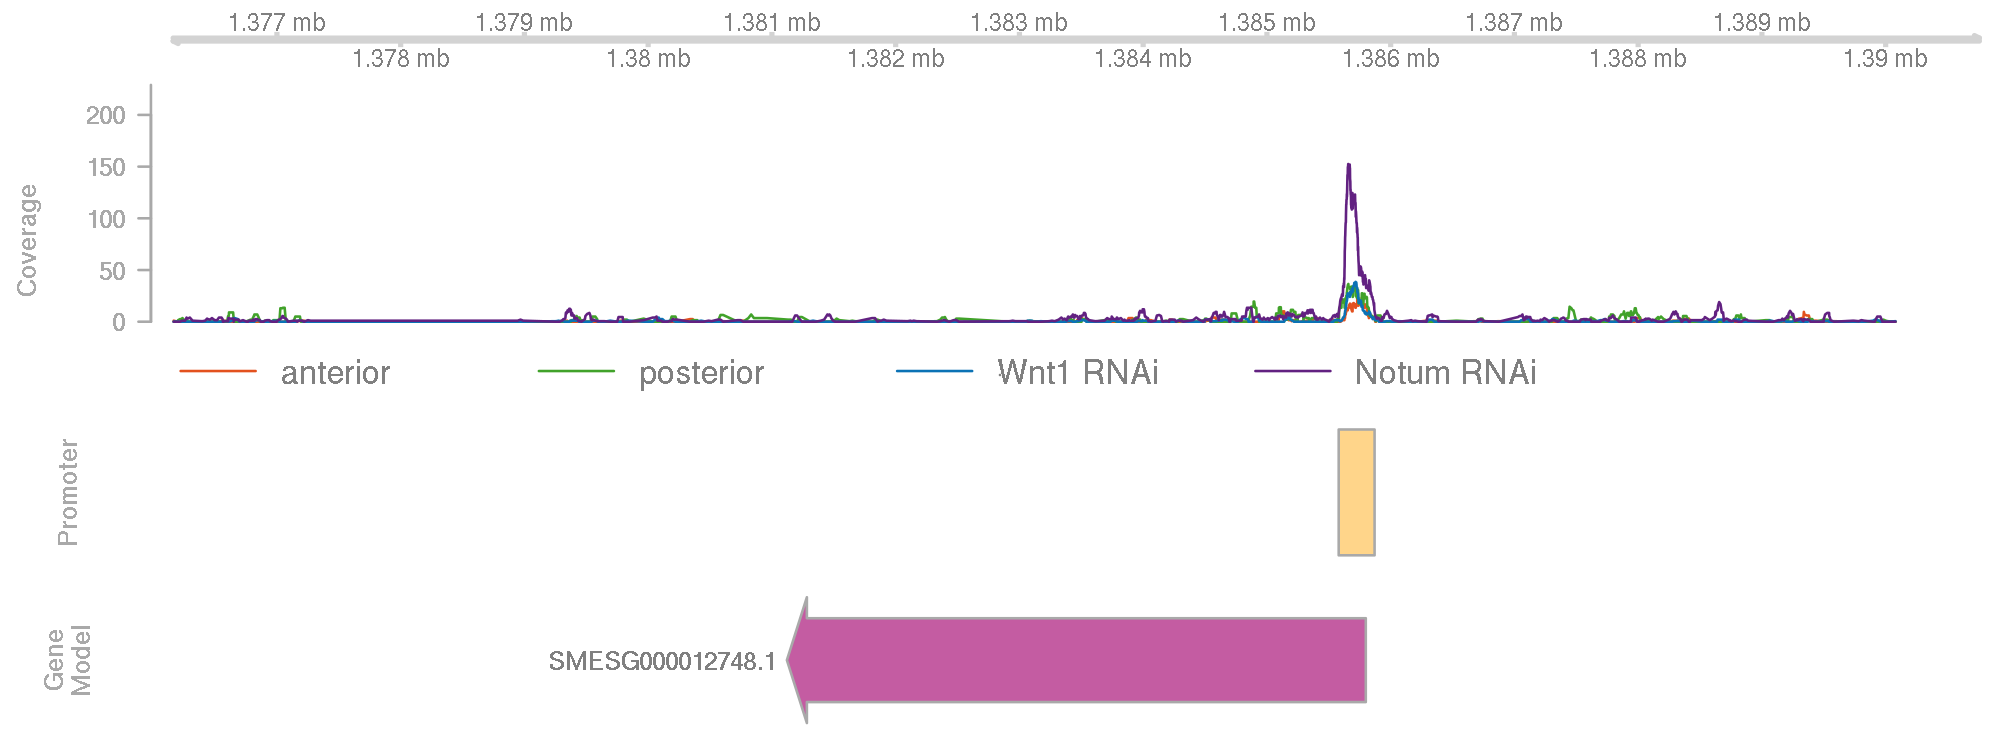 1.377 mb 1.379 mb 1.381 mb 1.383 mb 1.385 mb 1.387 mb 1.389 mb
1.378 mb 1.38 mb 1.382 mb 1.384 mb 1.386 mb 1.388 mb 1.39 mb
200
150
100
50
0
Coverage
anterior posterior Wnt1 RNAi Notum RNAi
Promoter
Gene
Model
SMESG000012748.1